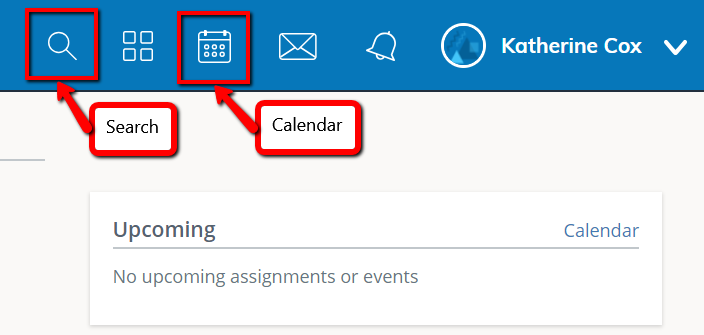 Katherine Cox
Search
Calendar
Upcoming
Calendar
No upcoming assignments or events